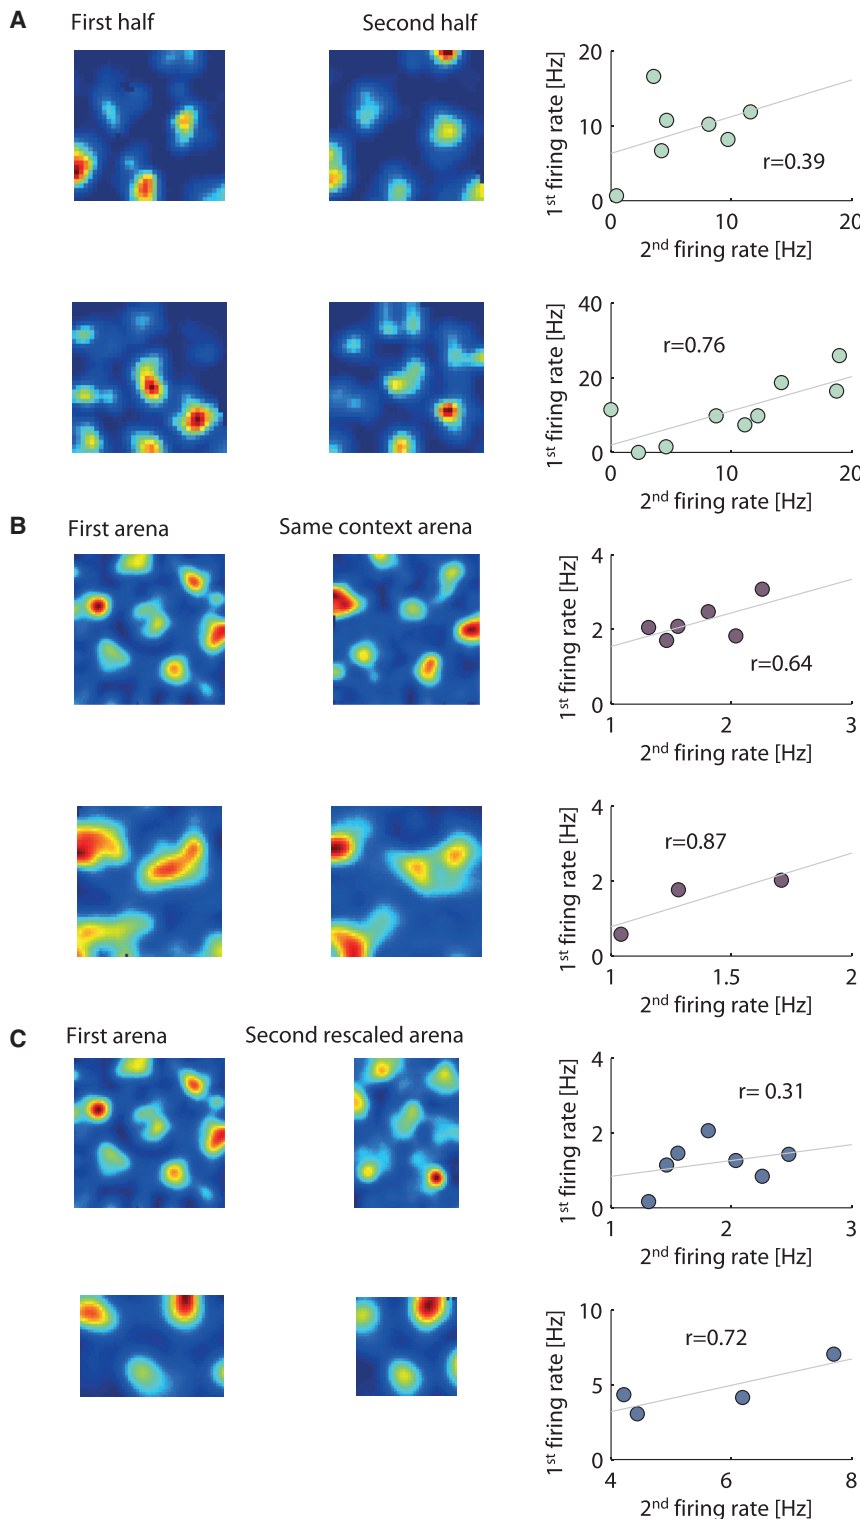 A
First half
Second half
20
10
0
1st firing rate [Hz]
r=0.39
0
10
20
2nd firing rate [Hz]
40
20
0
1st firing rate [Hz]
r=0.76
0
10
20
2nd firing rate [Hz]
B
First arena
Same context arena
4
2
0
1st firing rate [Hz]
r=0.64
1
2
3
2nd firing rate [Hz]
4
2
0
1st firing rate [Hz]
r=0.87
1
1.5
2
2nd firing rate [Hz]
C
First arena
Second rescaled arena
4
2
0
1st firing rate [Hz]
r= 0.31
1
2
3
2nd firing rate [Hz]
10
5
0
1st firing rate [Hz]
r=0.72
4
6
8
2nd firing rate [Hz]